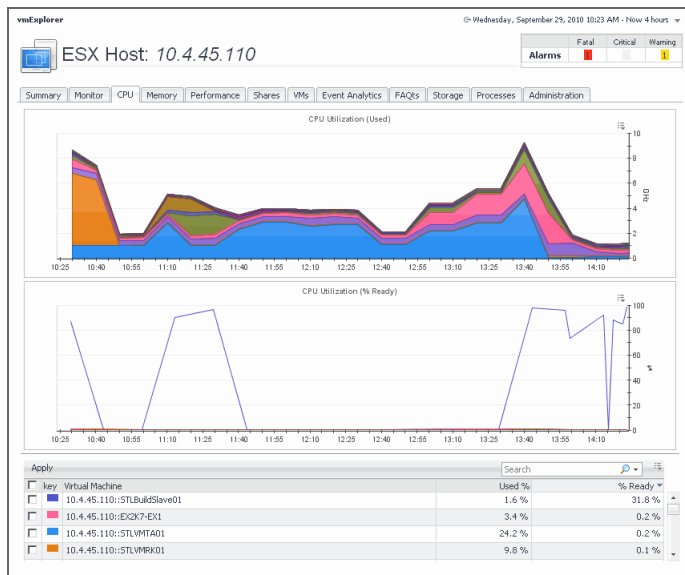 vmExplorer
Wednesday, September 29, 2010 10:23 AM - Now 4 hours
ESX Host: 10.4.45.110
Fatal Critical Warning
Alarms 1 1
Summary Monitor CPU Memory Performance Shares VMs Event Analytics FAQts Storage Processes Administration
CPU Utilization (Used)
10
8
6
4
2
0
GHz
10:25 10:40 10:55 11:10 11:25 11:40 11:55 12:10 12:25 12:40 12:55 13:10 13:25 13:40 13:55 14:10
CPU Utilization (% Ready)
100
80
60
40
20
0
%
10:25 10:40 10:55 11:10 11:25 11:40 11:55 12:10 12:25 12:40 12:55 13:10 13:25 13:40 13:55 14:10
Apply Search
key Virtual Machine Used % % Ready
10.4.45.110::STLBuildSlave01 1.6 % 31.8 %
10.4.45.110::EX2K7-EX1 3.4 % 0.2 %
10.4.45.110::STLVMTA01 24.2 % 0.2 %
10.4.45.110::STLVMRK01 9.8 % 0.1 %